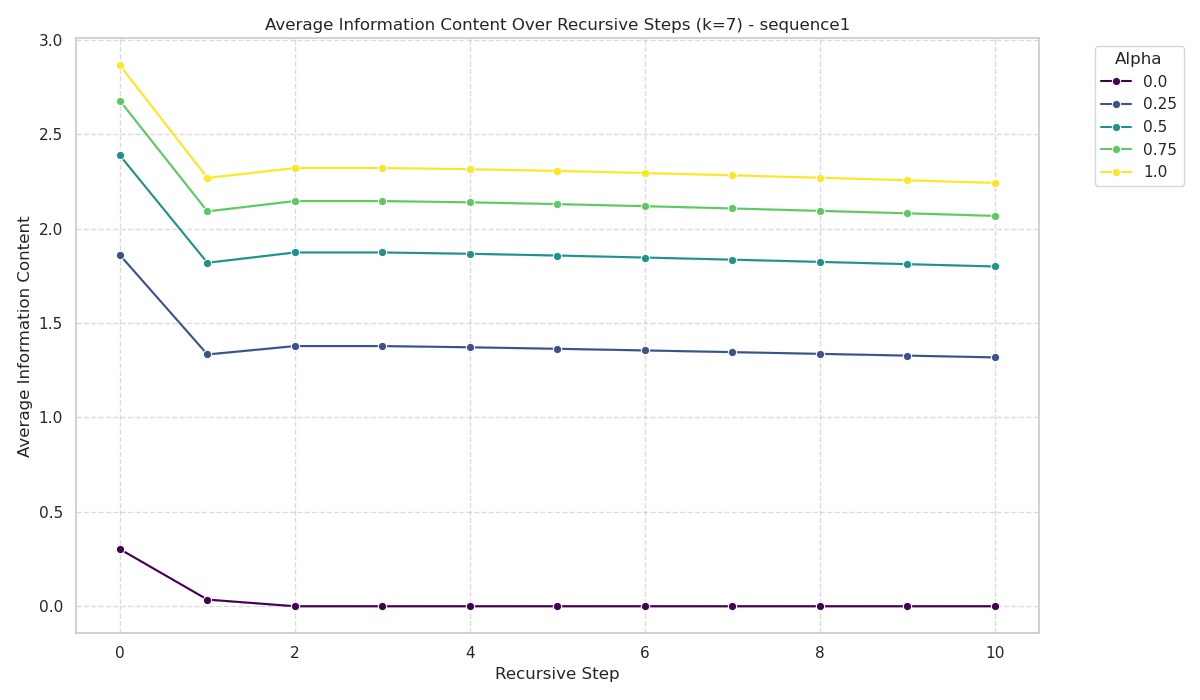 Average Information Content Over Recursive Steps (k=7) - sequence1
Average Information Content
3.0
2.5
2.0
1.5
1.0
0.5
0.0
0 2 4 6 8 10
Recursive Step
Alpha
0.0
0.25
0.5
0.75
1.0